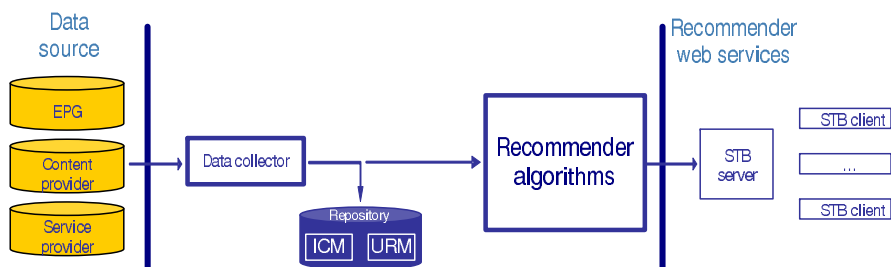 Data
source
EPG
Content
provider
Service
provider
Data collector
Repository
ICM
URM
Recommender
algorithms
Recommender
web services
STB
server
STB client
...
STB client